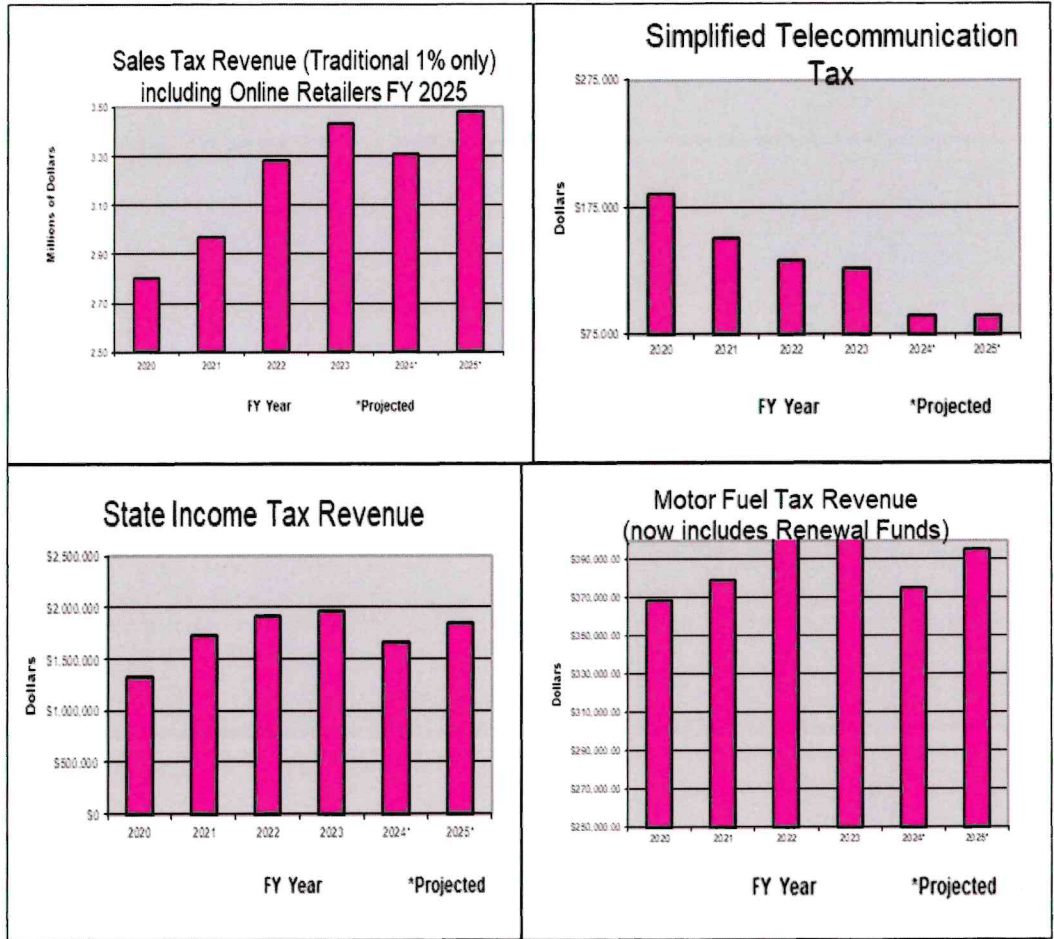 Sales Tax Revenue (Traditional 1% only)
including Online Retailers FY 2025
3.50
3.30
3.10
2.90
2.70
2.50
Millions of Dollars
2020 2021 2022 2023 2024* 2025*
FY Year *Projected
Simplified Telecommunication
Tax
$275,000
$175,000
$75,000
Dollars
2020 2021 2022 2023 2024* 2025*
FY Year *Projected
State Income Tax Revenue
$2,500,000
$2,000,000
$1,500,000
$1,000,000
$500,000
$0
Dollars
2020 2021 2022 2023 2024* 2025*
FY Year *Projected
Motor Fuel Tax Revenue
(now includes Renewal Funds)
$390,000.00
$370,000.00
$350,000.00
$330,000.00
$310,000.00
$290,000.00
$270,000.00
$250,000.00
Dollars
2020 2021 2022 2023 2024* 2025*
FY Year *Projected